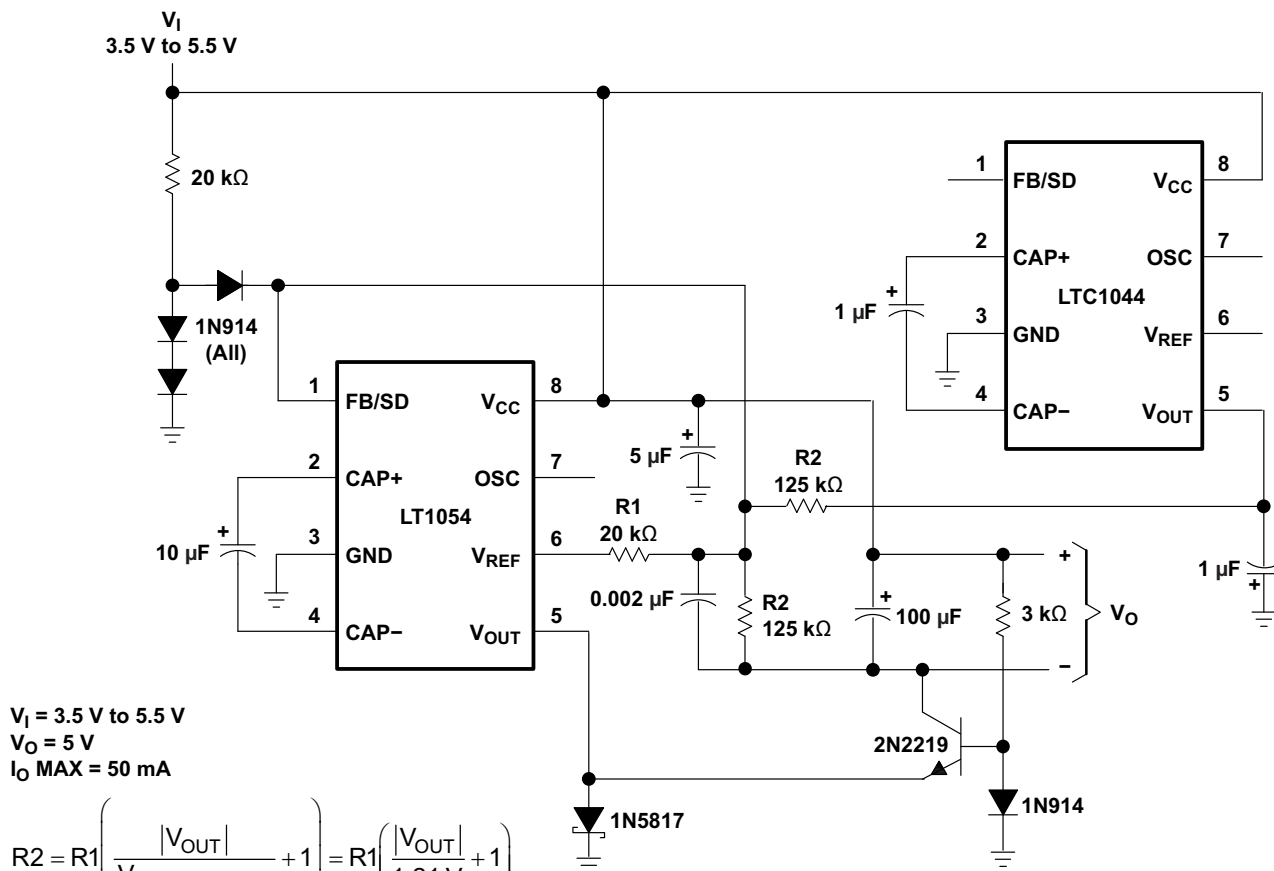 V_I
3.5 V to 5.5 V
20 kΩ
1N914
(All)
1 FB/SD
2 CAP+
3 GND
4 CAP−
LT1054
V_CC 8
OSC 7
V_REF 6
V_OUT 5
10 µF
+
5 µF
+
R1
20 kΩ
R2
125 kΩ
0.002 µF
R2
125 kΩ
100 µF
+
3 kΩ
+
V_O
−
1 FB/SD
2 CAP+
3 GND
4 CAP−
LTC1044
V_CC 8
OSC 7
V_REF 6
V_OUT 5
1 µF
+
1 µF
+
2N2219
1N5817
1N914
V_I = 3.5 V to 5.5 V
V_O = 5 V
I_O MAX = 50 mA
R2 = R1( |V_OUT| / + 1) = R1( |V_OUT| / + 1)